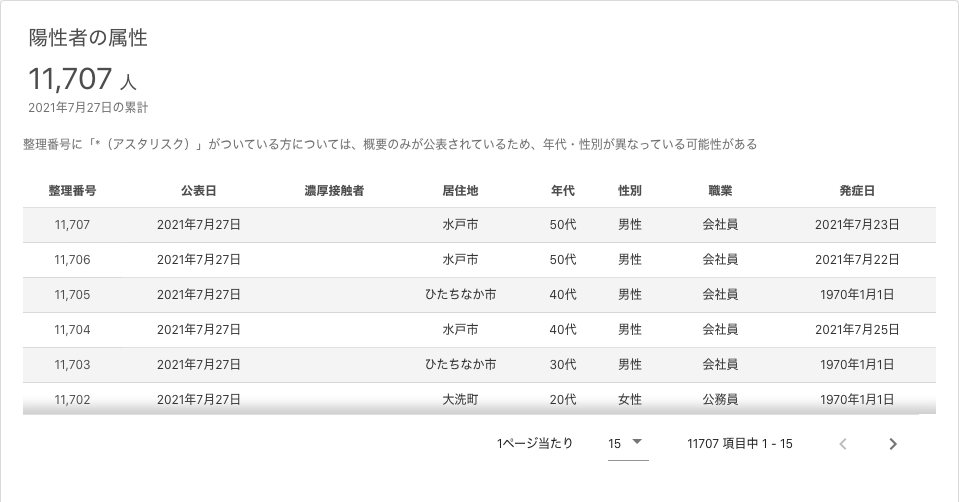 陽性者の属性
11,707 人
2021年7月27日の累計
整理番号に「*（アスタリスク）」がついている方については、概要のみが公表されているため、年代・性別が異なっている可能性がある
整理番号 公表日 濃厚接触者 居住地 年代 性別 職業 発症日
11,707 2021年7月27日 水戸市 50代 男性 会社員 2021年7月23日
11,706 2021年7月27日 水戸市 50代 男性 会社員 2021年7月22日
11,705 2021年7月27日 ひたちなか市 40代 男性 会社員 1970年1月1日
11,704 2021年7月27日 水戸市 40代 男性 会社員 2021年7月25日
11,703 2021年7月27日 ひたちなか市 30代 男性 会社員 1970年1月1日
11,702 2021年7月27日 大洗町 20代 女性 公務員 1970年1月1日
1ページ当たり 15 11707 項目中 1 - 15